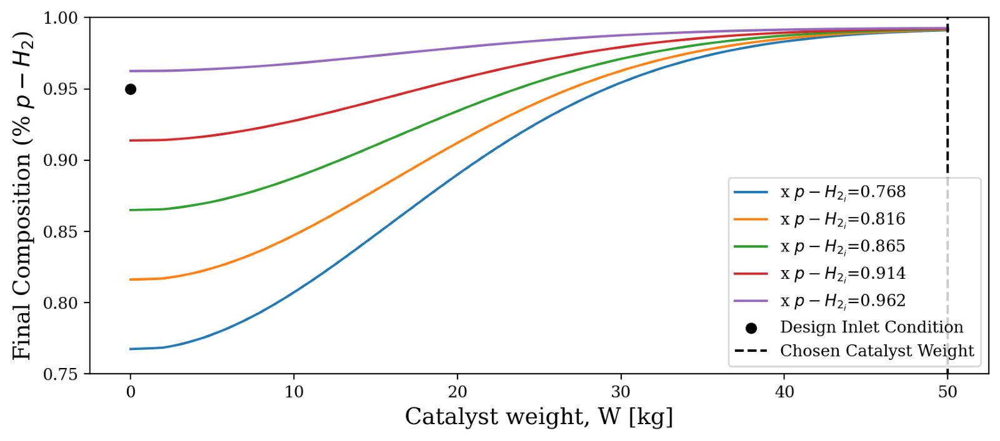 Final Composition (% p − H₂)
1.00
0.95
0.90
0.85
0.80
0.75
0 10 20 30 40 50
Catalyst weight, W [kg]
x p − H₂ᵢ=0.768
x p − H₂ᵢ=0.816
x p − H₂ᵢ=0.865
x p − H₂ᵢ=0.914
x p − H₂ᵢ=0.962
Design Inlet Condition
Chosen Catalyst Weight